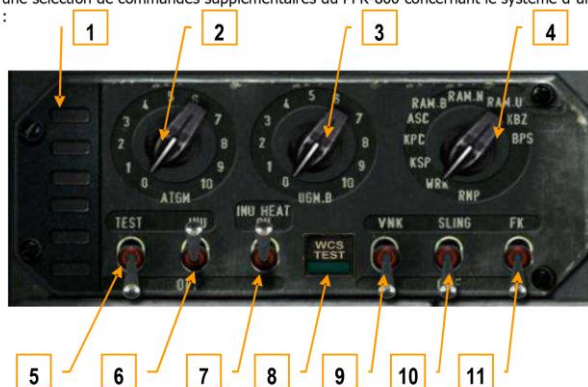 une sélection de commandes supplémentaires du concernant le système
:
1 2 3 4
4 5 6 4 5 6 RAM.B RAM.N RAM.U
3 7 3 7 ASC KBZ
2 8 2 8 KPC BPS
1 9 1 9 KSP
0 10 0 10 WRK RNP
ATGM UGM.B
TEST INU INU HEAT
ON
WCS
TEST
VNK SLING FK
OFF
5 6 7 8 9 10 11